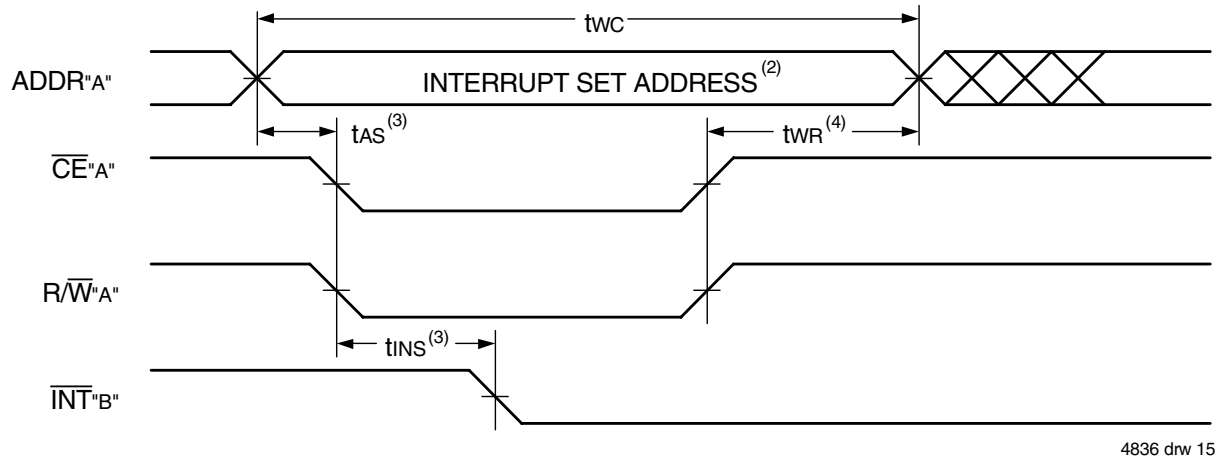 tWC
ADDR"A"
INTERRUPT SET ADDRESS(2)
tAS(3)
tWR(4)
CE"A"
R/W"A"
tINS(3)
INT"B"
4836 drw 15